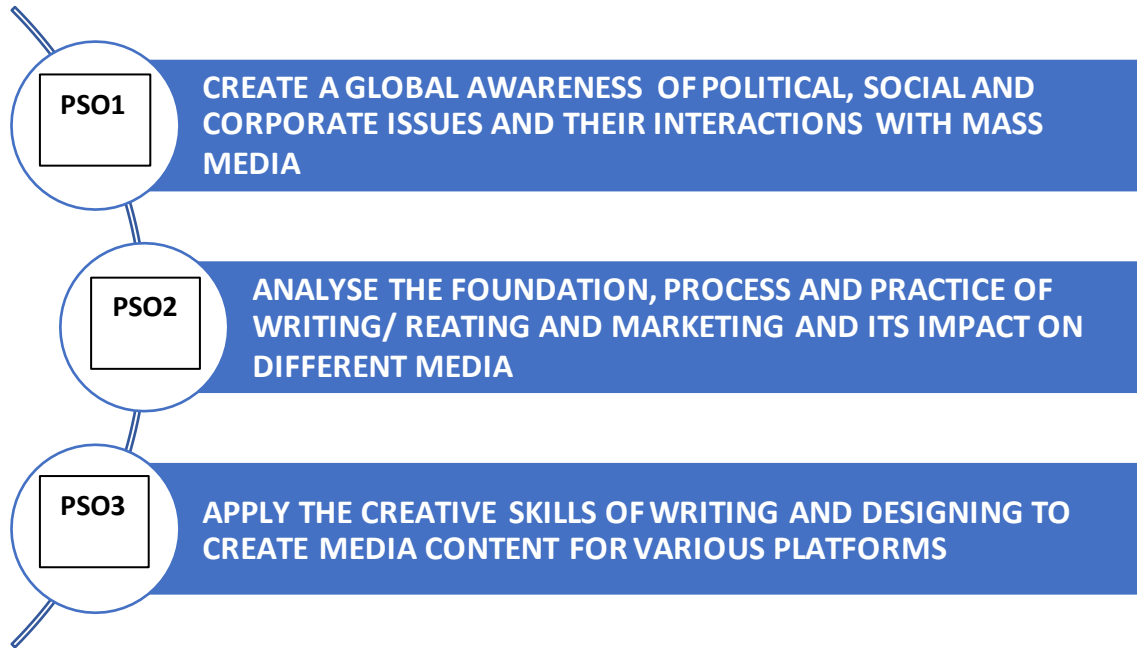 PSO1
CREATE A GLOBAL AWARENESS OF POLITICAL, SOCIAL AND
CORPORATE ISSUES AND THEIR INTERACTIONS WITH MASS
MEDIA
PSO2
ANALYSE THE FOUNDATION, PROCESS AND PRACTICE OF
WRITING/ REATING AND MARKETING AND ITS IMPACT ON
DIFFERENT MEDIA
PSO3
APPLY THE CREATIVE SKILLS OF WRITING AND DESIGNING TO
CREATE MEDIA CONTENT FOR VARIOUS PLATFORMS